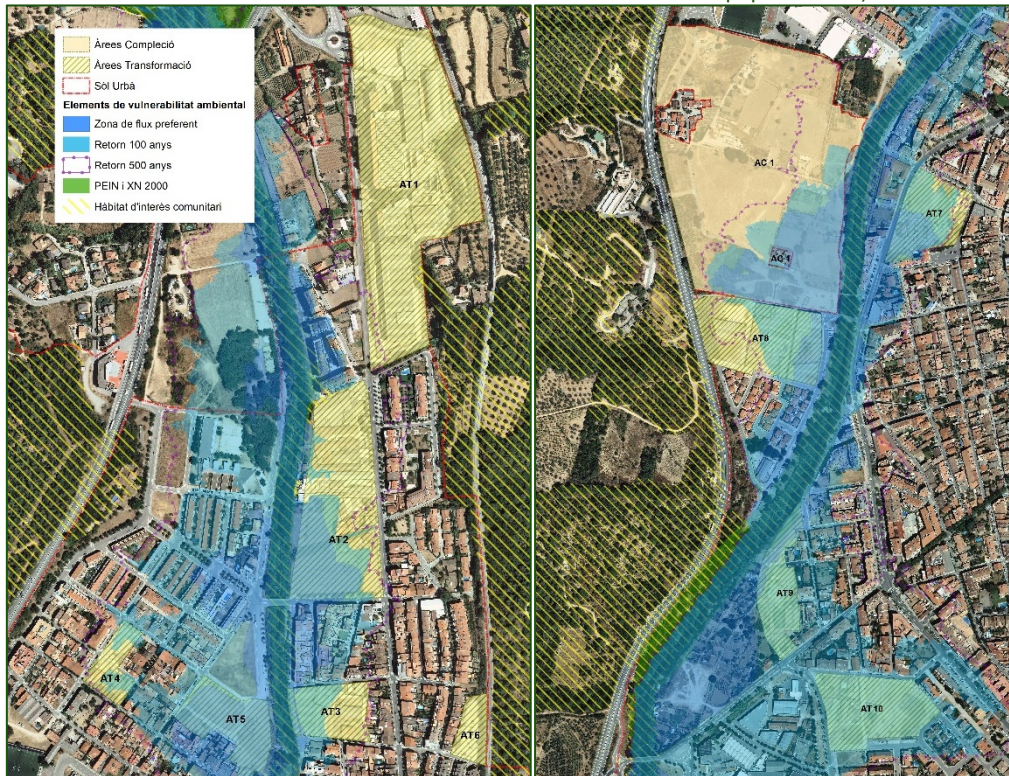 Àrees Compleció
Àrees Transformació
Sòl Urbà
Elements de vulnerabilitat ambiental
Zona de flux preferent
Retorn 100 anys
Retorn 500 anys
PEIN i XN 2000
Hàbitat d'interès comunitari
AT1
AT2
AT4
AT5
AT3
AT6
AC 1
AT7
AC 1
AT8
AT9
AT10